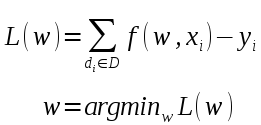 L(w)=∑_{d_i∈D} f(w,x_i)−y_i
w=argmin_w L(w)